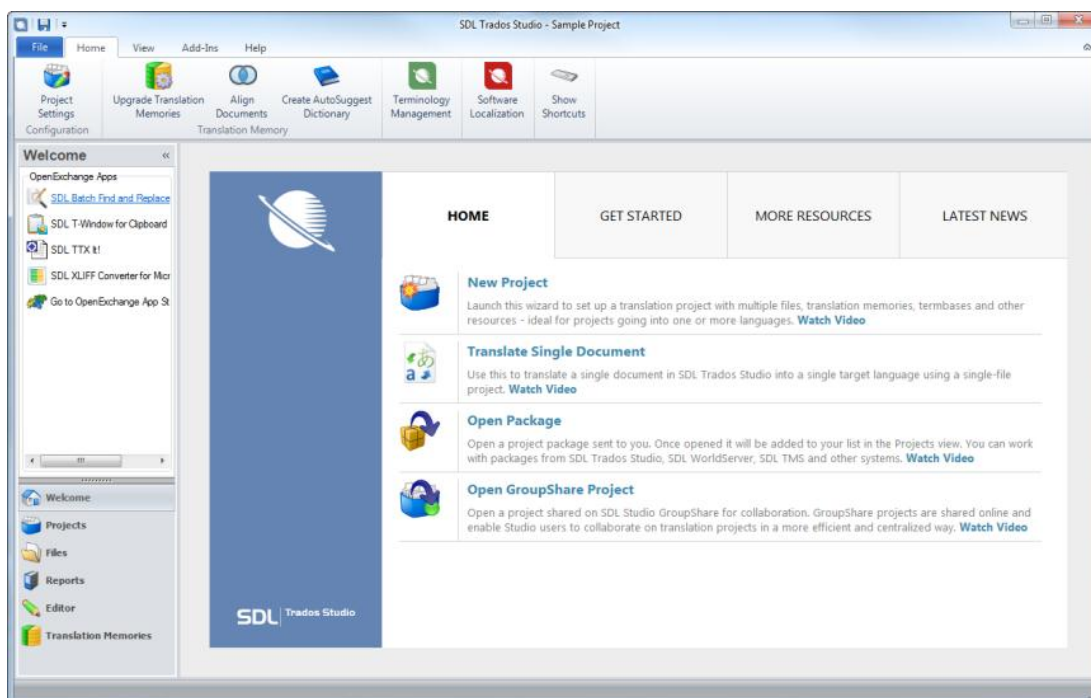 SDL Trados Studio - Sample Project
File Home View Add-Ins Help
Project Settings
Upgrade Translation Memories
Align Documents
Create AutoSuggest Dictionary
Terminology Management
Software Localization
Show Shortcuts
Configuration
Translation Memory
Welcome
OpenExchange Apps
SDL Batch Find and Replace
SDL T-Window for Clipboard
SDL TTX It!
SDL XLIFF Converter for Micr
Go to OpenExchange App St
Welcome
Projects
Files
Reports
Editor
Translation Memories
HOME
GET STARTED
MORE RESOURCES
LATEST NEWS
New Project
Launch this wizard to set up a translation project with multiple files, translation memories, termbases and other
resources - ideal for projects going into one or more languages. Watch Video
Translate Single Document
Use this to translate a single document in SDL Trados Studio into a single target language using a single-file
project. Watch Video
Open Package
Open a project package sent to you. Once opened it will be added to your list in the Projects view. You can work
with packages from SDL Trados Studio, SDL WorldServer, SDL TMS and other systems. Watch Video
Open GroupShare Project
Open a project shared on SDL Studio GroupShare for collaboration. GroupShare projects are shared online and
enable Studio users to collaborate on translation projects in a more efficient and centralized way. Watch Video
あ
a
SDL Trados Studio